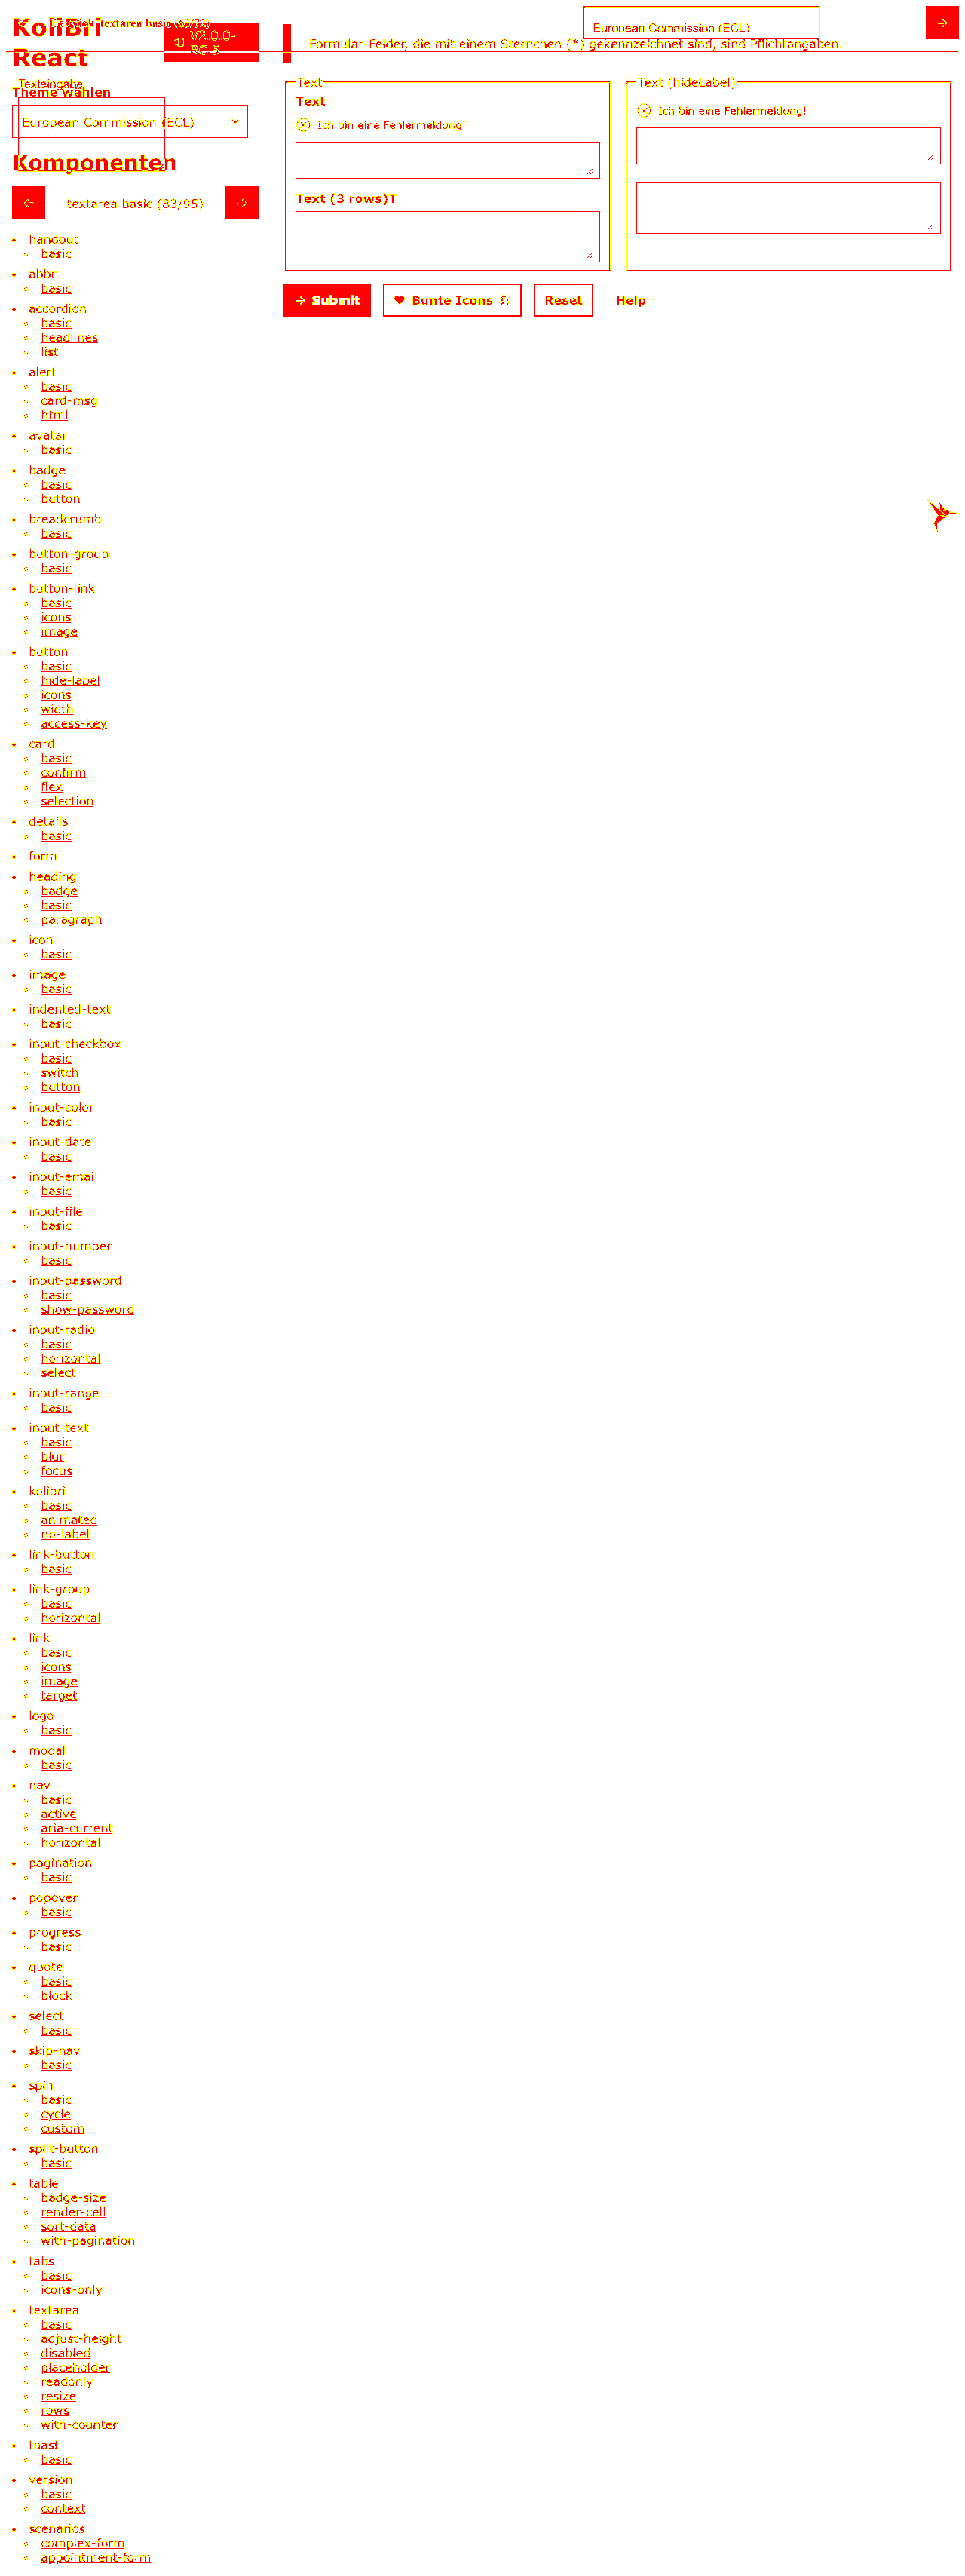 KoliBri
React
textarea basic
V2.0.0-
RC.5
Texteingabe
Theme wählen
European Commission (ECL)
Komponenten
textarea basic (83/95)
handout
basic
abbr
basic
accordion
basic
headlines
list
alert
basic
card-msg
html
avatar
basic
badge
basic
button
breadcrumb
basic
button-group
basic
button-link
basic
icons
image
button
basic
hide-label
icons
width
access-key
card
basic
confirm
flex
selection
details
basic
form
heading
badge
basic
paragraph
icon
basic
image
basic
indented-text
basic
input-checkbox
basic
switch
button
input-color
basic
input-date
basic
input-email
basic
input-file
basic
input-number
basic
input-password
basic
show-password
input-radio
basic
horizontal
select
input-range
basic
input-text
basic
blur
focus
kolibri
basic
animated
no-label
link-button
basic
link-group
basic
horizontal
link
basic
icons
image
target
logo
basic
modal
basic
nav
basic
active
aria-current
horizontal
pagination
basic
popover
basic
progress
basic
quote
basic
block
select
basic
skip-nav
basic
spin
basic
cycle
custom
split-button
basic
table
badge-size
render-cell
sort-data
with-pagination
tabs
basic
icons-only
textarea
basic
adjust-height
disabled
placeholder
readonly
resize
rows
with-counter
toast
basic
version
basic
context
scenarios
complex-form
appointment-form
European Commission (ECL)
Formular-Felder, die mit einem Sternchen (*) gekennzeichnet sind, sind Pflichtangaben.
Text
Text
Ich bin eine Fehlermeldung!
Text (3 rows)T
Text (hideLabel)
Ich bin eine Fehlermeldung!
Submit
Bunte Icons
Reset
Help